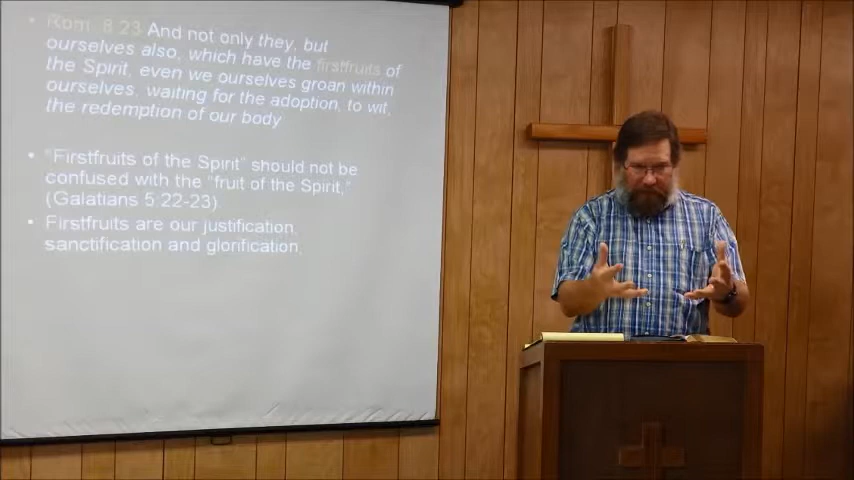 • Rom. 8:23 And not only they, but
ourselves also, which have the firstfruits of
the Spirit, even we ourselves groan within
ourselves, waiting for the adoption, to wit,
the redemption of our body
• "Firstfruits of the Spirit" should not be
confused with the "fruit of the Spirit,"
(Galatians 5:22-23).
• Firstfruits are our justification,
sanctification and glorification.